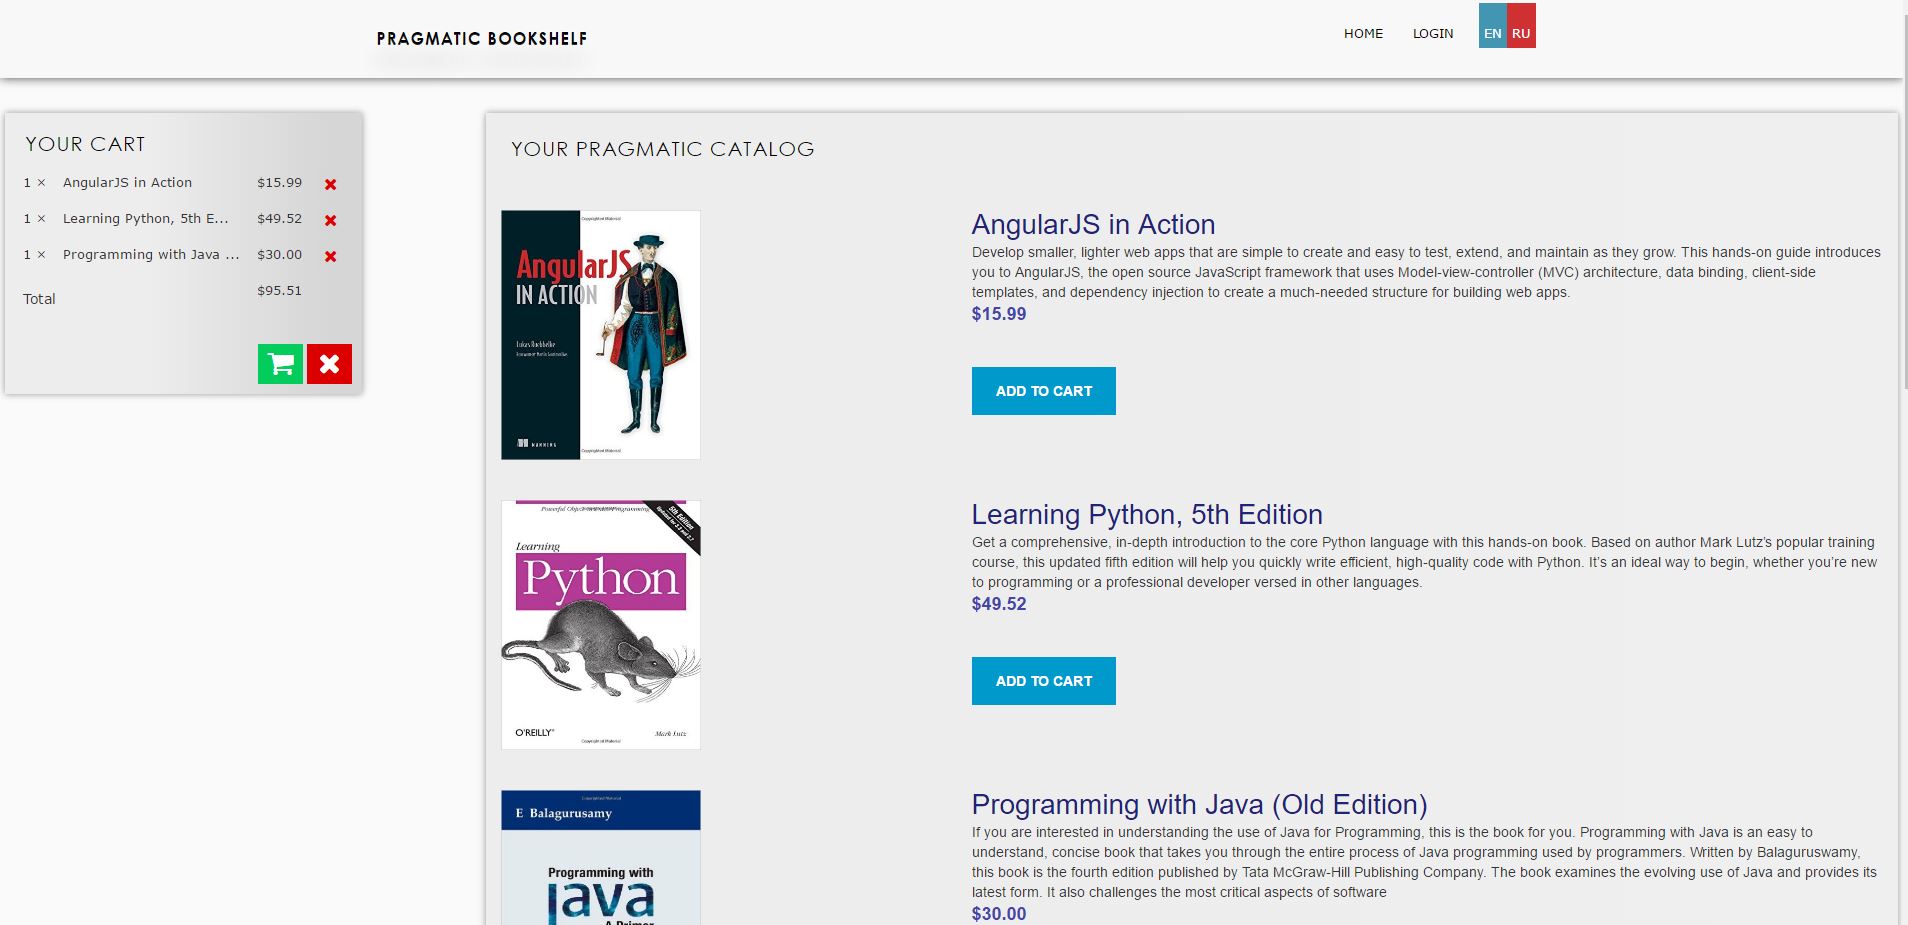 PRAGMATIC BOOKSHELF
HOME LOGIN EN RU
YOUR CART
1 × AngularJS in Action $15.99
1 × Learning Python, 5th E... $49.52
1 × Programming with Java ... $30.00
Total $95.51
YOUR PRAGMATIC CATALOG
Copyrighted Material
AngularJS
IN ACTION
Lukas Ruebbelke
MANNING
Copyrighted Material
AngularJS in Action
Develop smaller, lighter web apps that are simple to create and easy to test, extend, and maintain as they grow. This hands-on guide introduces
you to AngularJS, the open source JavaScript framework that uses Model-view-controller (MVC) architecture, data binding, client-side
templates, and dependency injection to create a much-needed structure for building web apps.
$15.99
ADD TO CART
5th Edition
Learning
Python
O'REILLY®
Mark Lutz
Copyrighted Material
Learning Python, 5th Edition
Get a comprehensive, in-depth introduction to the core Python language with this hands-on book. Based on author Mark Lutz’s popular training
course, this updated fifth edition will help you quickly write efficient, high-quality code with Python. It’s an ideal way to begin, whether you’re new
to programming or a professional developer versed in other languages.
$49.52
ADD TO CART
Copyrighted Material
E Balagurusamy
Programming with
java
A Primer
Programming with Java (Old Edition)
If you are interested in understanding the use of Java for Programming, this is the book for you. Programming with Java is an easy to
understand, concise book that takes you through the entire process of Java programming used by programmers. Written by Balaguruswamy,
this book is the fourth edition published by Tata McGraw-Hill Publishing Company. The book examines the evolving use of Java and provides its
latest form. It also challenges the most critical aspects of software
$30.00